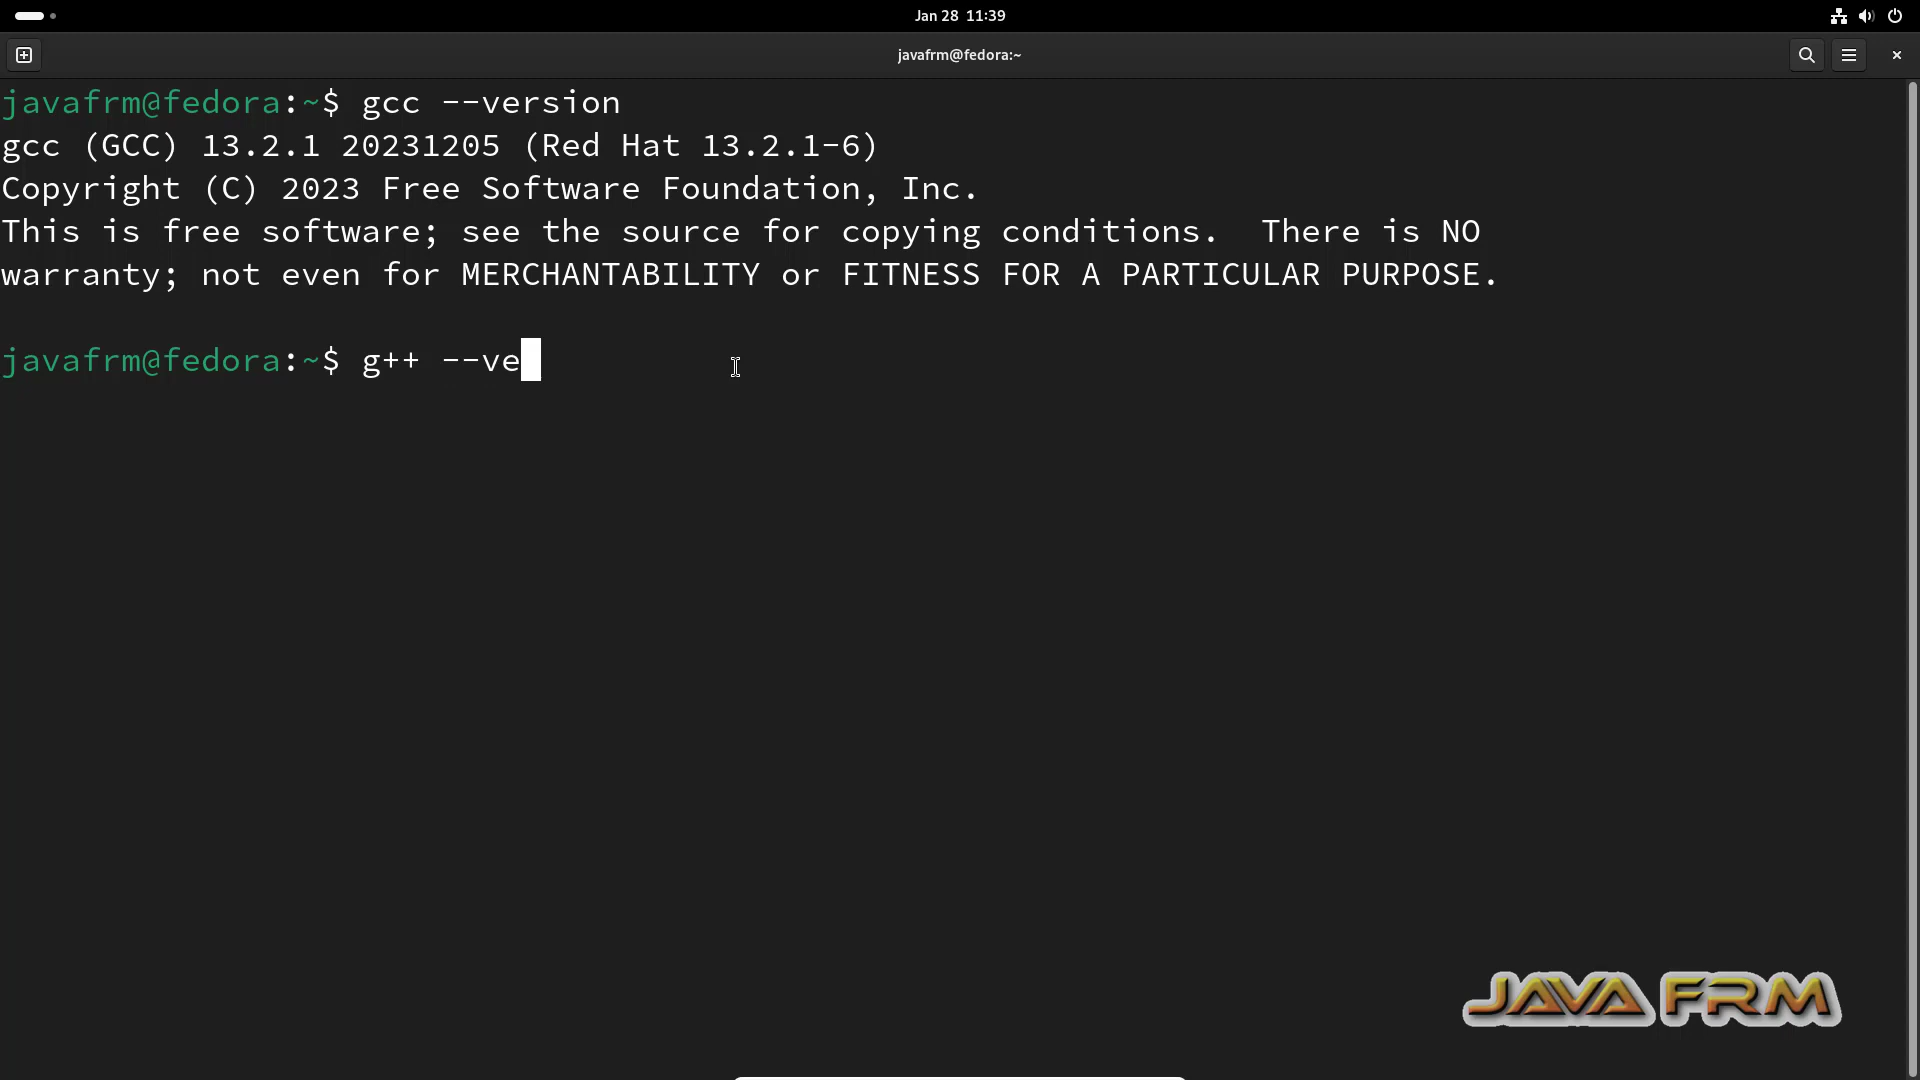 Jan 28 11:39
javafrm@fedora:~
javafrm@fedora:~$ gcc --version
gcc (GCC) 13.2.1 20231205 (Red Hat 13.2.1-6)
Copyright (C) 2023 Free Software Foundation, Inc.
This is free software; see the source for copying conditions.  There is NO
warranty; not even for MERCHANTABILITY or FITNESS FOR A PARTICULAR PURPOSE.
javafrm@fedora:~$ g++ --ve
JAVA FRM